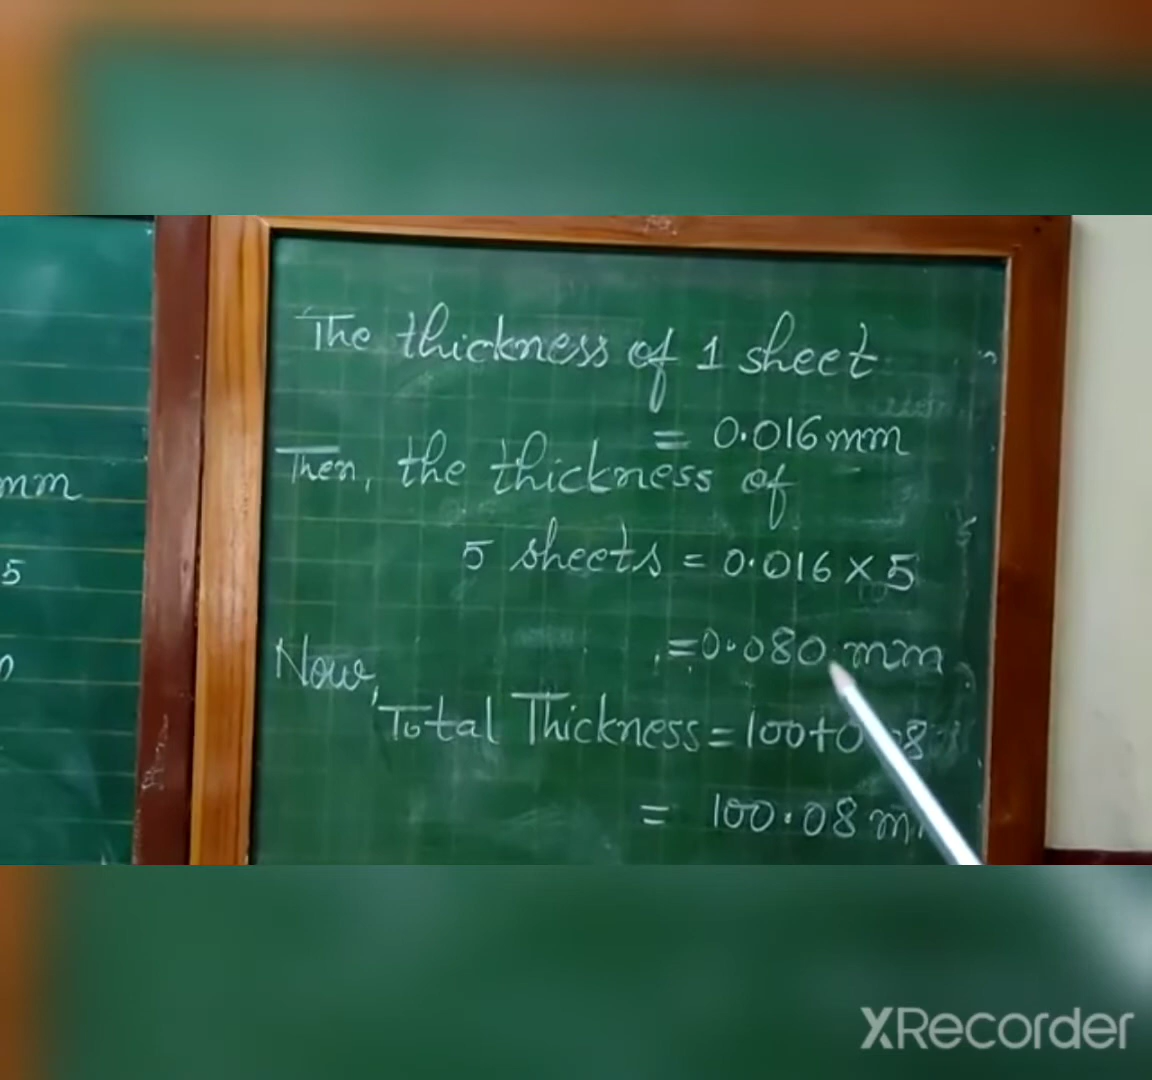 The thickness of 1 sheet
= 0.016 mm
Then, the thickness of
5 sheets = 0.016 × 5
= 0.080 mm
Now,
Total Thickness = 100+0.08
= 100.08
mm
5
XRecorder